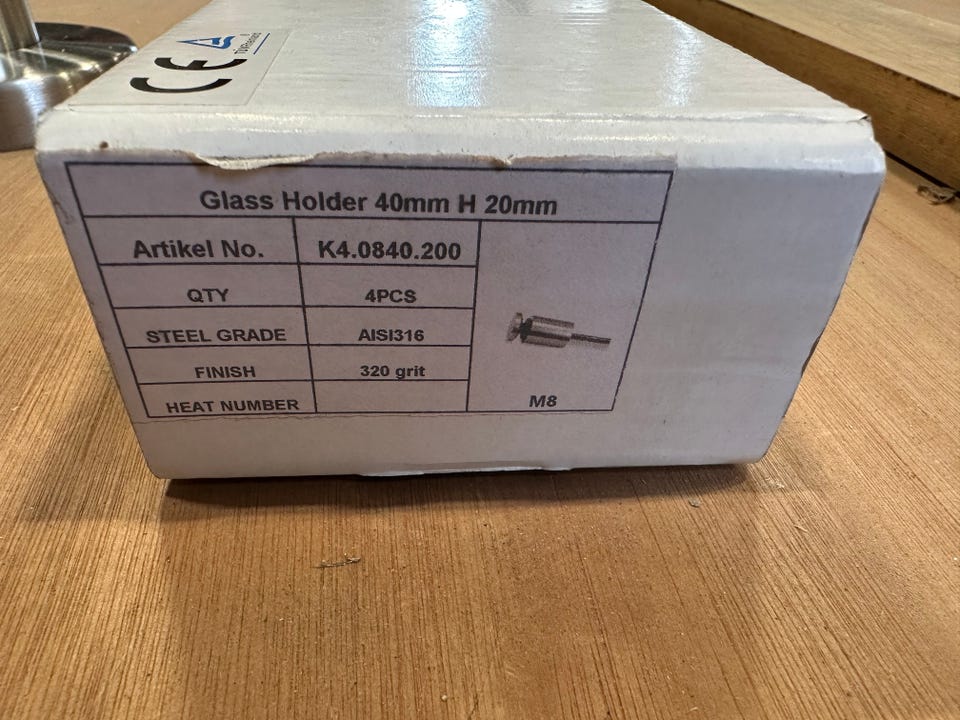 CE
TÜVRheinland
Glass Holder 40mm H 20mm
Artikel No. K4.0840.200
QTY 4PCS
STEEL GRADE AISI316
FINISH 320 grit
HEAT NUMBER
M8